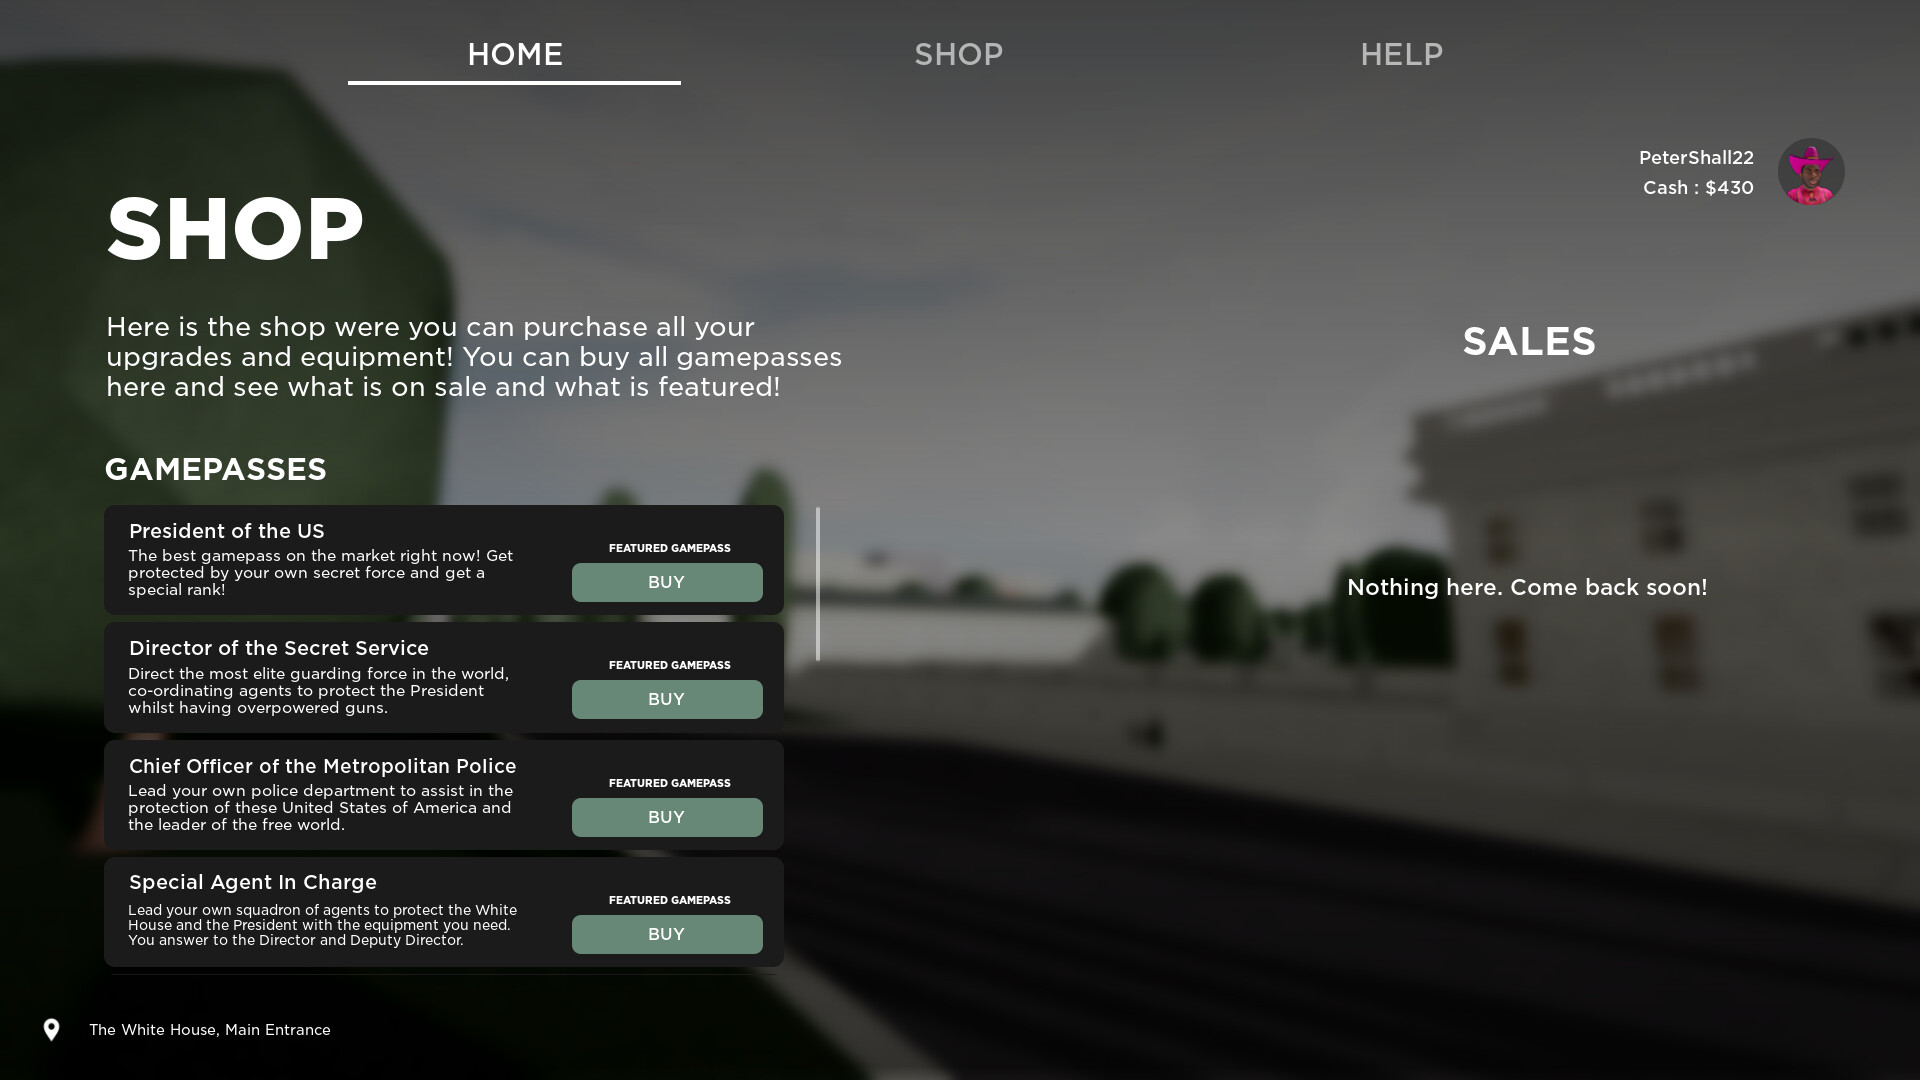 HOME
SHOP
HELP
PeterShall22
Cash : $430
SHOP
Here is the shop were you can purchase all your
upgrades and equipment! You can buy all gamepasses
here and see what is on sale and what is featured!
SALES
Nothing here. Come back soon!
GAMEPASSES
President of the US
The best gamepass on the market right now! Get
protected by your own secret force and get a
special rank!
FEATURED GAMEPASS
BUY
Director of the Secret Service
Direct the most elite guarding force in the world,
co-ordinating agents to protect the President
whilst having overpowered guns.
FEATURED GAMEPASS
BUY
Chief Officer of the Metropolitan Police
Lead your own police department to assist in the
protection of these United States of America and
the leader of the free world.
FEATURED GAMEPASS
BUY
Special Agent In Charge
Lead your own squadron of agents to protect the White
House and the President with the equipment you need.
You answer to the Director and Deputy Director.
FEATURED GAMEPASS
BUY
The White House, Main Entrance